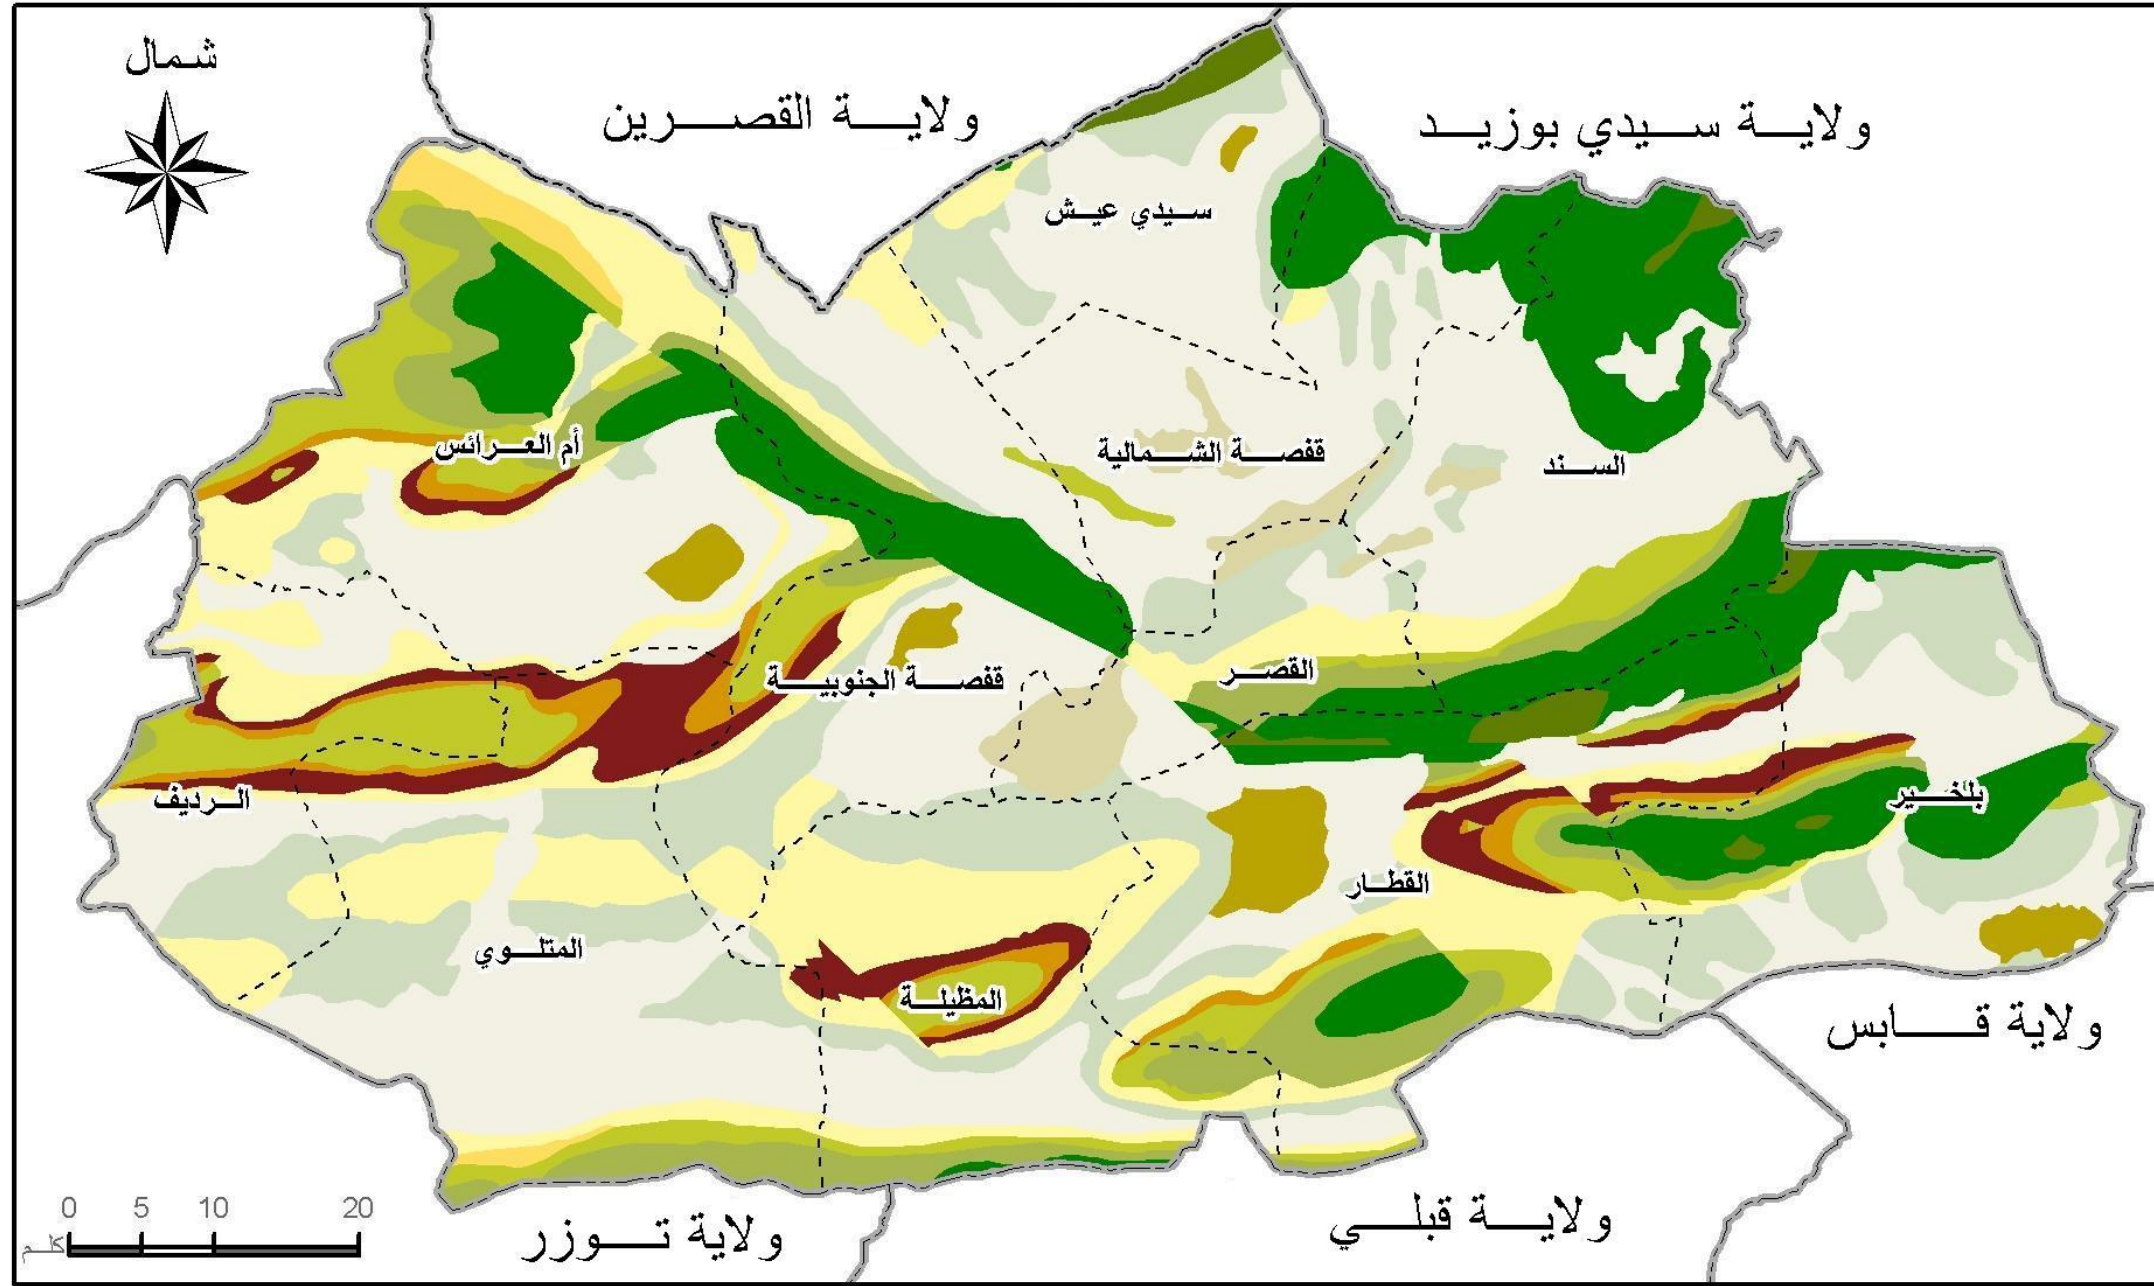 شمال
ولاية القصرين
ولاية سيدي بوزيد
سيدي عيش
أم العرائس
قفصة الشمالية
السند
قفصة الجنوبية
القصر
الرديف
بلخير
القطار
المتلوي
المظيلة
ولاية قابس
0 5 10 20
كلم
ولاية توزر
ولاية قبلي